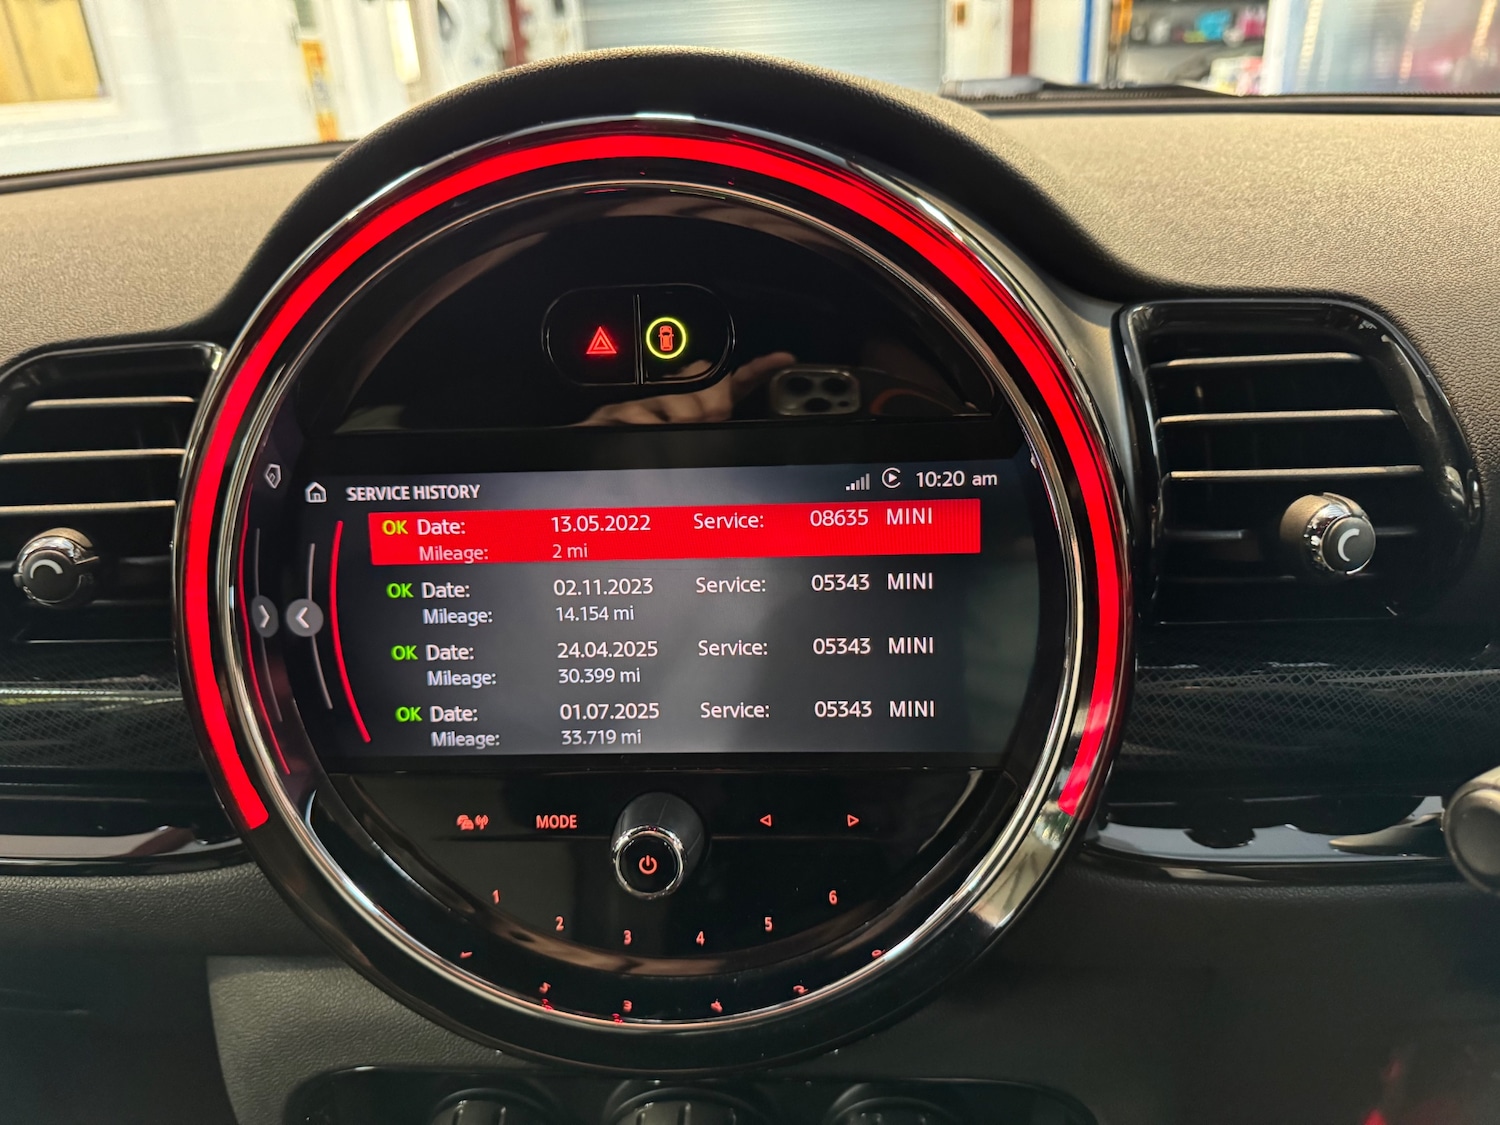 SERVICE HISTORY 10:20 am
OK Date: 13.05.2022 Service: 08635 MINI
Mileage: 2 mi
OK Date: 02.11.2023 Service: 05343 MINI
Mileage: 14.154 mi
OK Date: 24.04.2025 Service: 05343 MINI
Mileage: 30.399 mi
OK Date: 01.07.2025 Service: 05343 MINI
Mileage: 33.719 mi
MODE
1 2 3 4 5 6